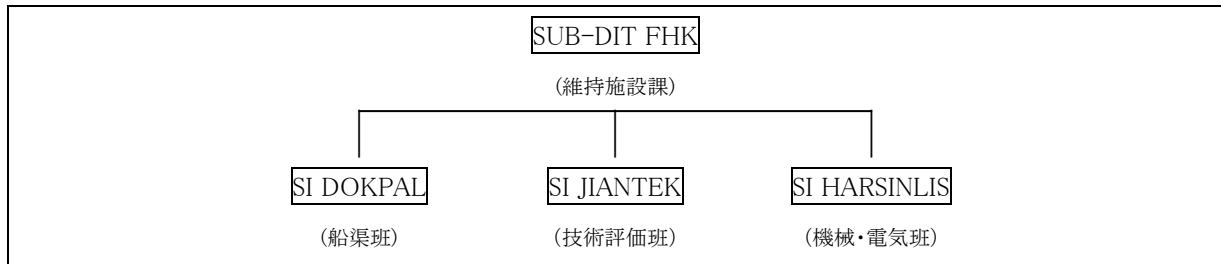 SUB-DIT FHK
(維持施設課)
SI DOKPAL
SI JIANTEK
SI HARSINLIS
(船渠班)
(技術評価班)
(機械・電気班)